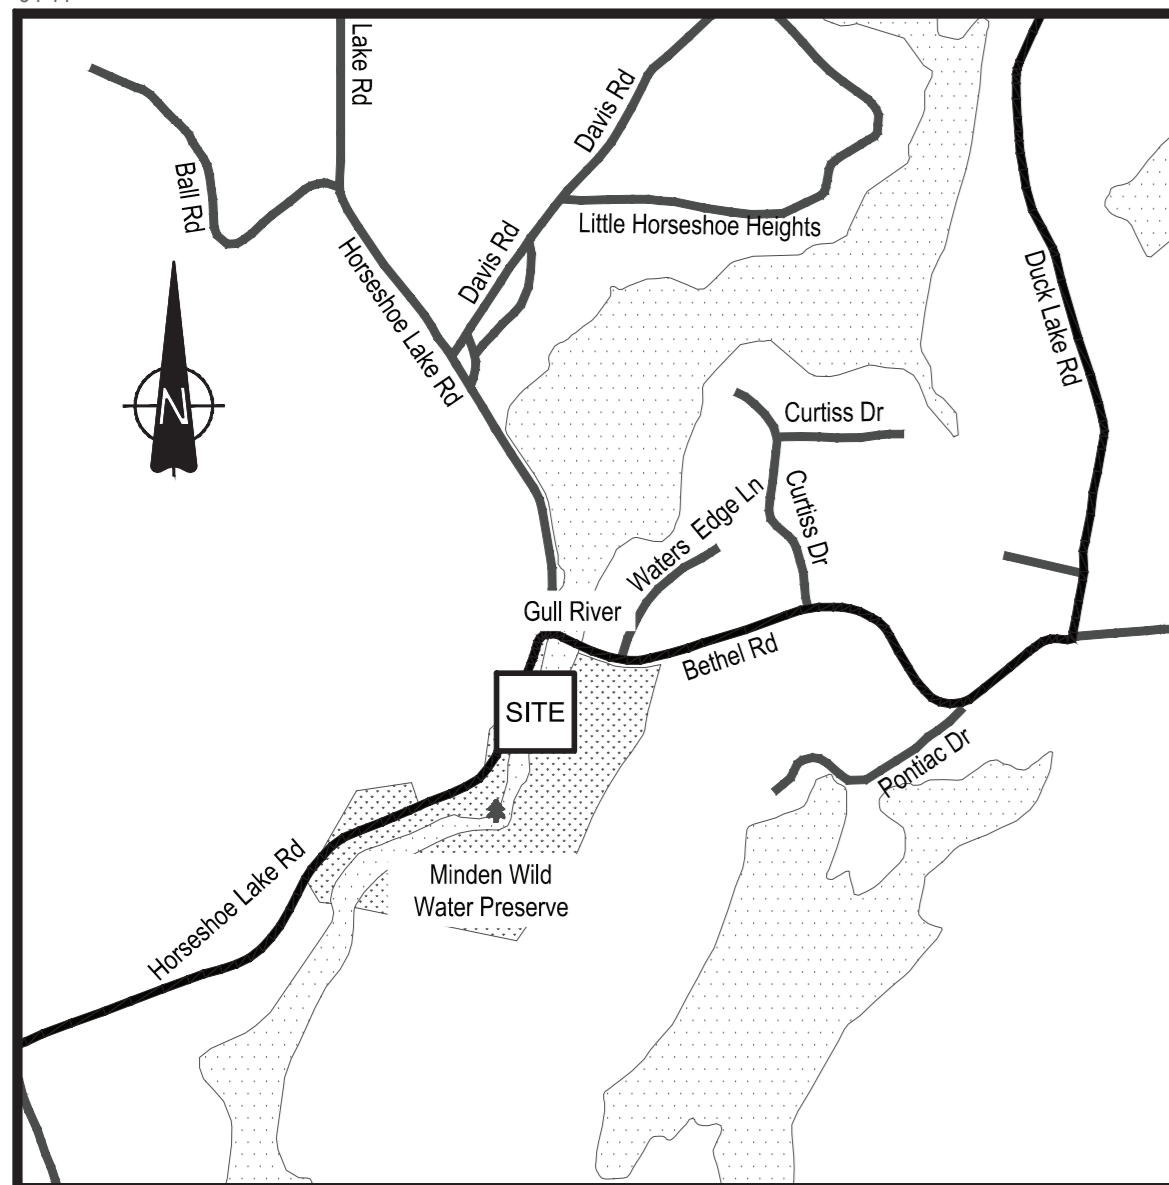 Lake Rd
Davis Rd
Ball Rd
Little Horseshoe Heights
Davis Rd
Horseshoe Lake Rd
Duck Lake Rd
N
Curtiss Dr
Curtiss Dr
Waters Edge Ln
Gull River
Bethel Rd
SITE
Pontiac Dr
Horseshoe Lake Rd
Minden Wild
Water Preserve